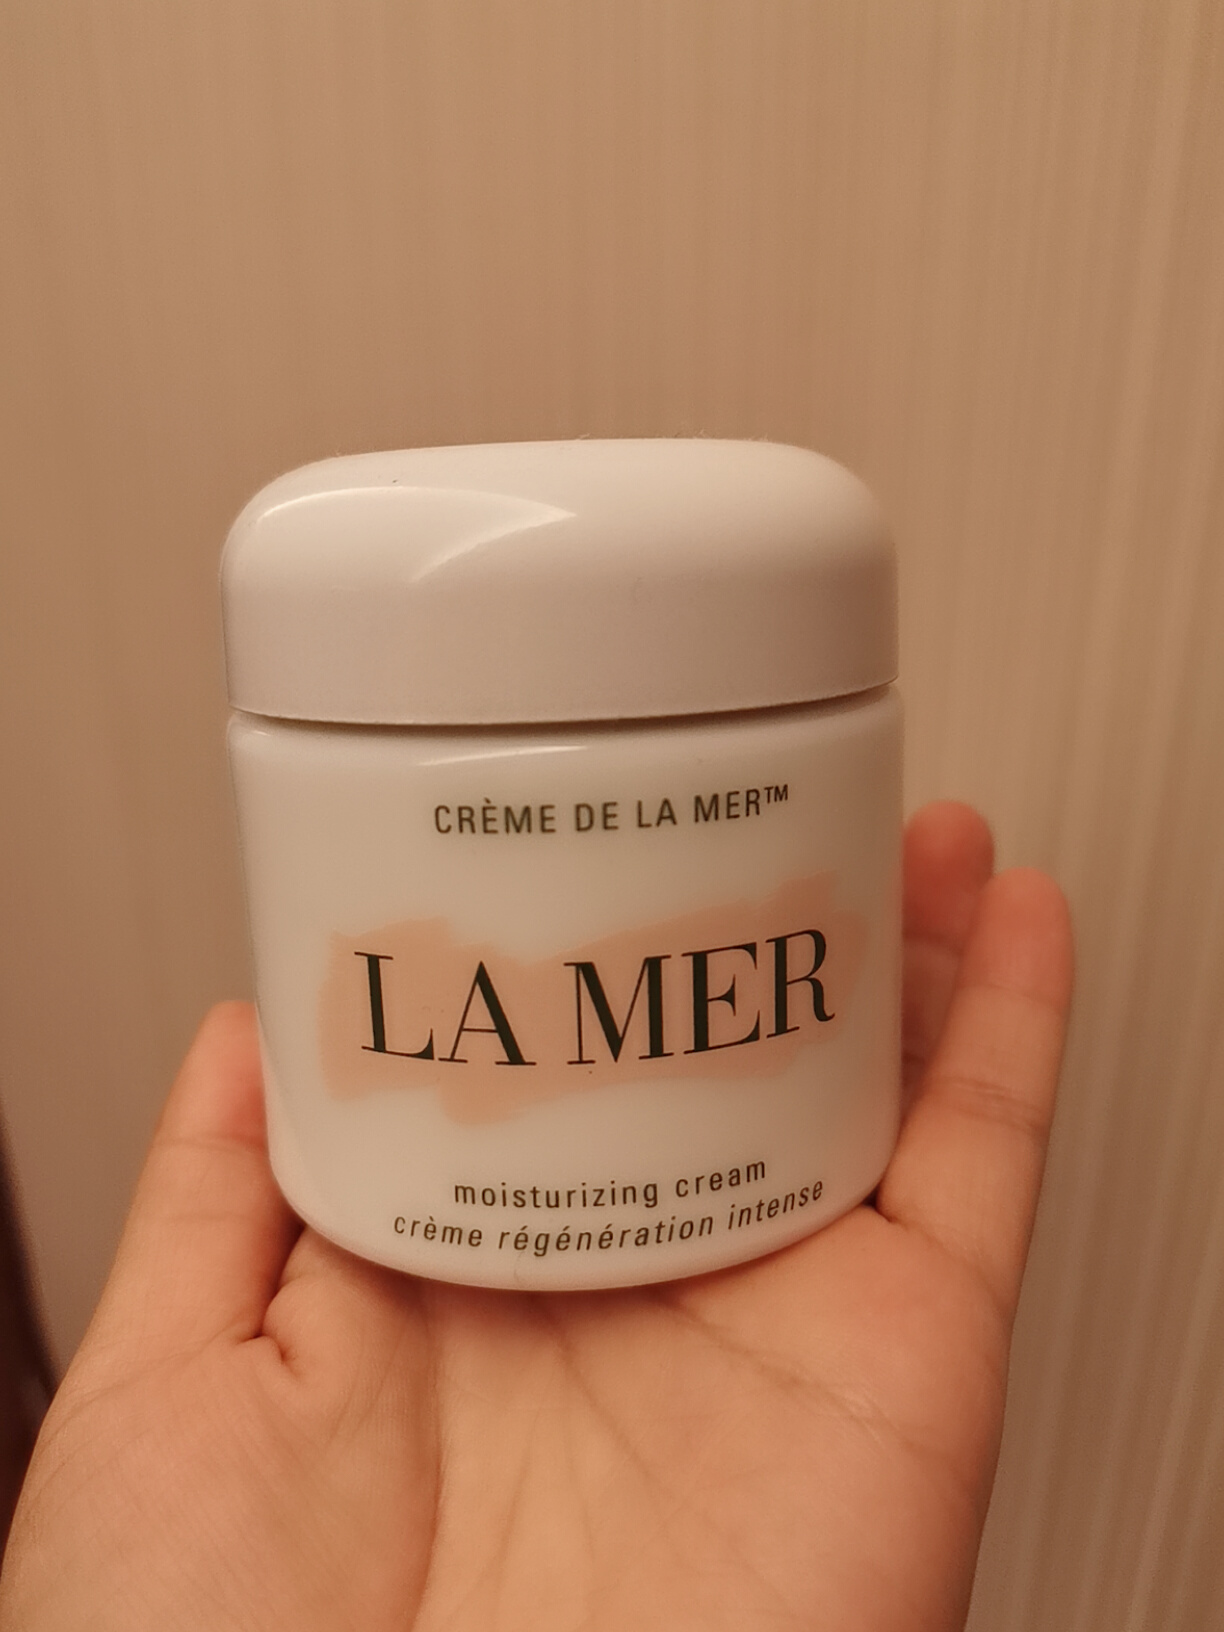 CRÈME DE LA MER™
LA MER
moisturizing cream
crème régénération intense